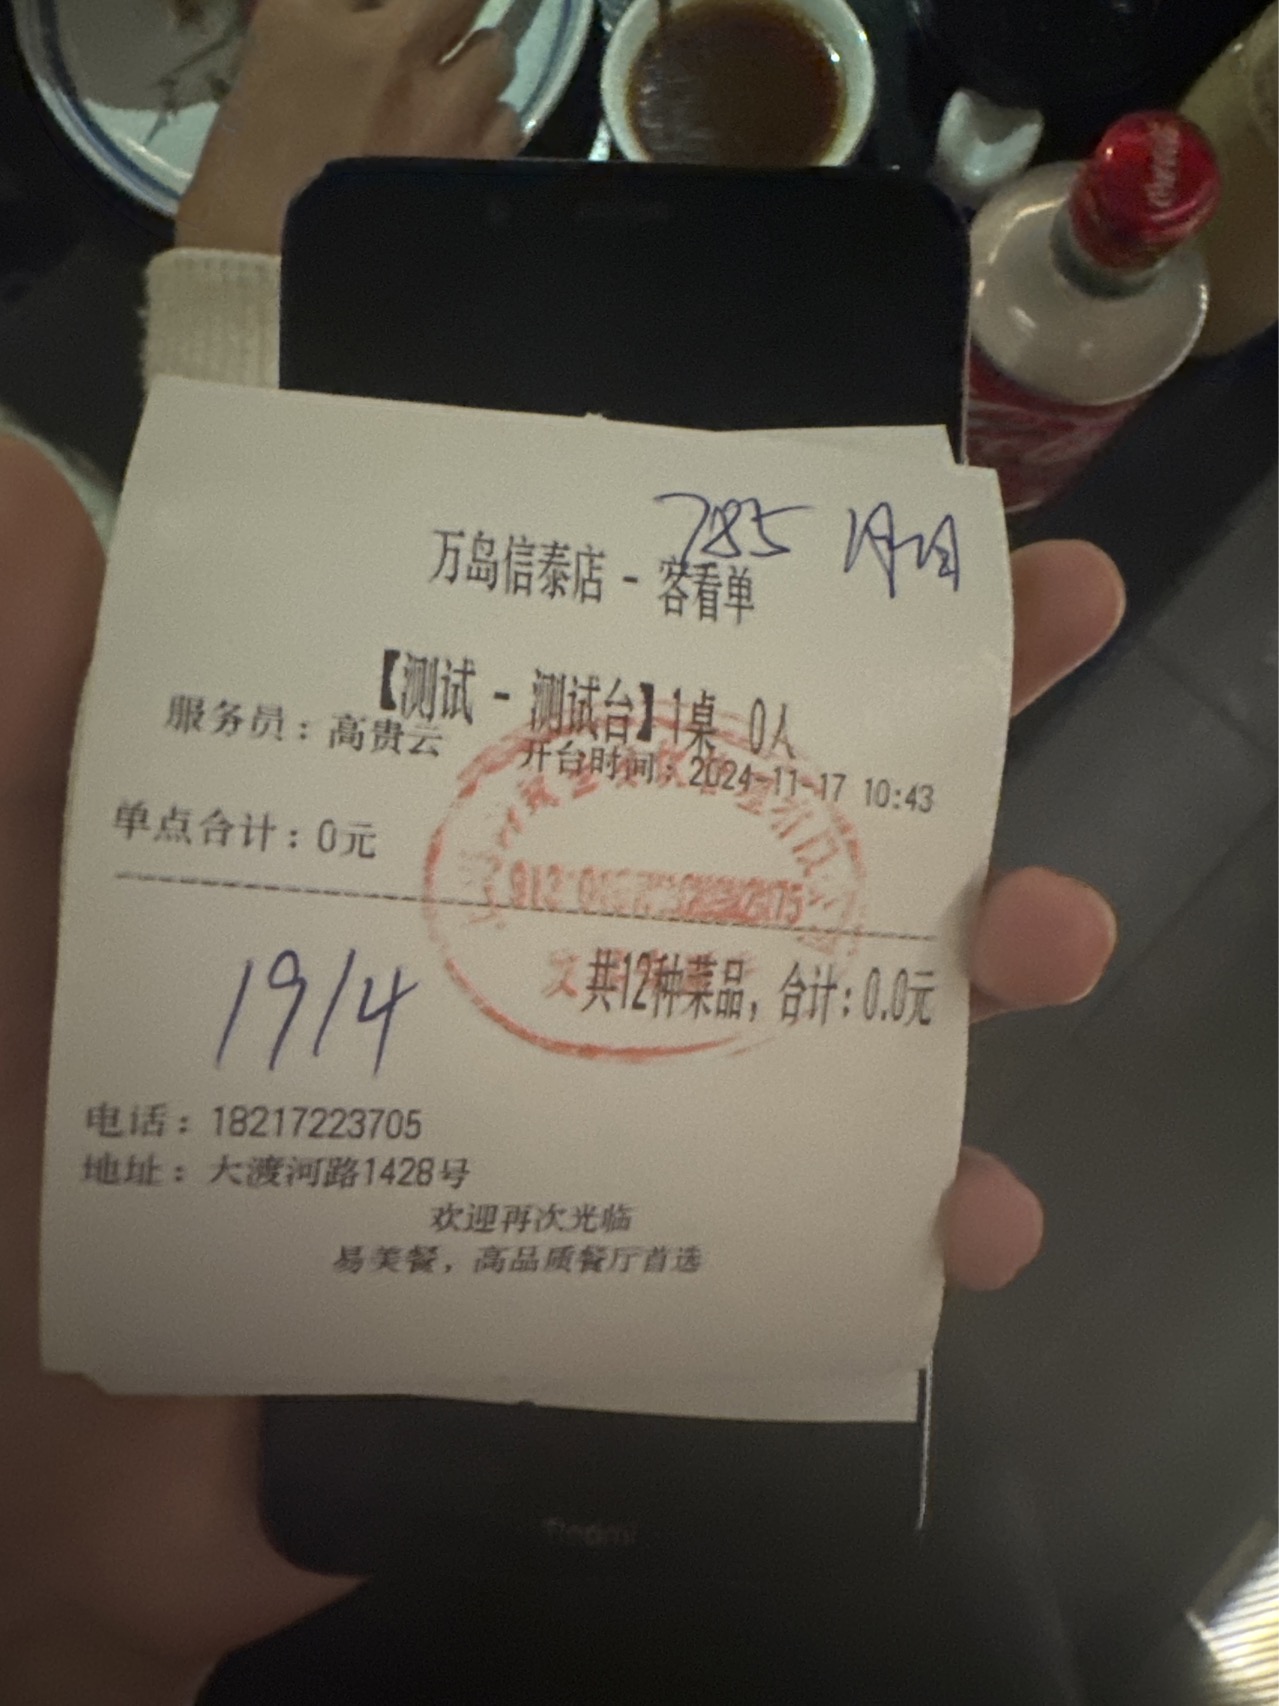 785
万岛信泰店 - 客看单
【测试 - 测试台】1桌 0人
服务员：高贵云 开台时间：2024-11-17 10:43
单点合计：0元
共12种菜品，合计：0.0元
19/4
电话：18217223705
地址：大渡河路1428号
欢迎再次光临
易美餐，高品质餐厅首选
Redmi